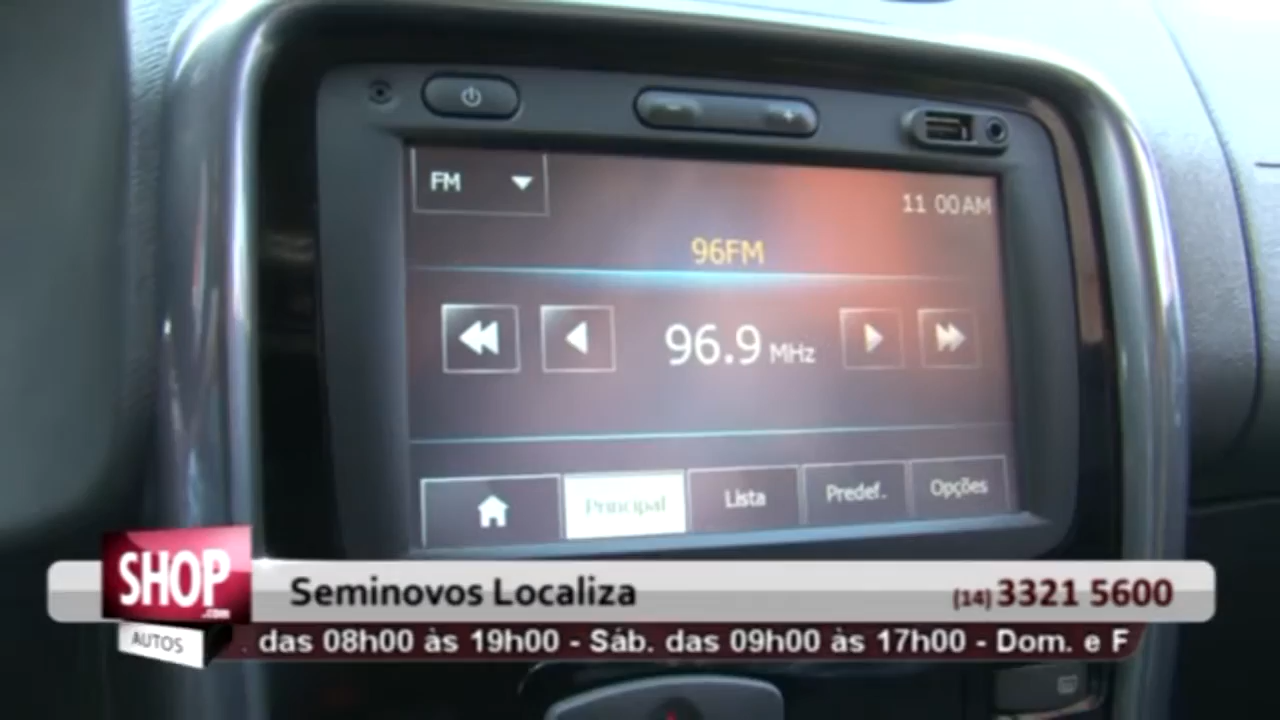 FM
11 00 AM
96FM
96.9 MHz
Principal
Lista
Predef.
Opções
SHOP
.com
AUTOS
Seminovos Localiza
(14) 3321 5600
. das 08h00 às 19h00 - Sáb. das 09h00 às 17h00 - Dom. e F